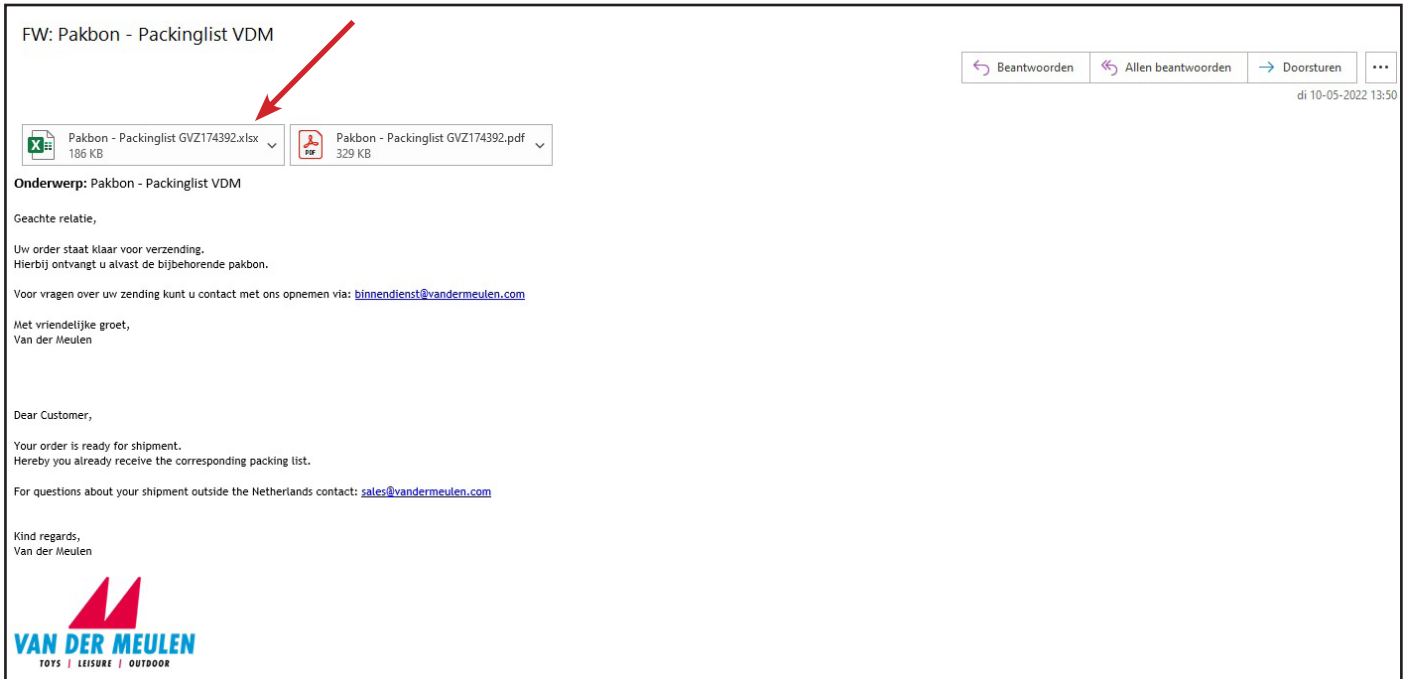 FW: Pakbon - Packinglist VDM
Beantwoorden
Allen beantwoorden
Doorsturen
di 10-05-2022 13:50
Pakbon - Packinglist GVZ174392.xlsx
186 KB
PDF
Pakbon - Packinglist GVZ174392.pdf
329 KB
Onderwerp: Pakbon - Packinglist VDM
Geachte relatie,
Uw order staat klaar voor verzending.
Hierbij ontvangt u alvast de bijbehorende pakbon.
Voor vragen over uw zending kunt u contact met ons opnemen via: binnendienst@vandermeulen.com
Met vriendelijke groet,
Van der Meulen
Dear Customer,
Your order is ready for shipment.
Hereby you already receive the corresponding packing list.
For questions about your shipment outside the Netherlands contact: sales@vandermeulen.com
Kind regards,
Van der Meulen
VAN DER MEULEN
TOYS | LEISURE | OUTDOOR